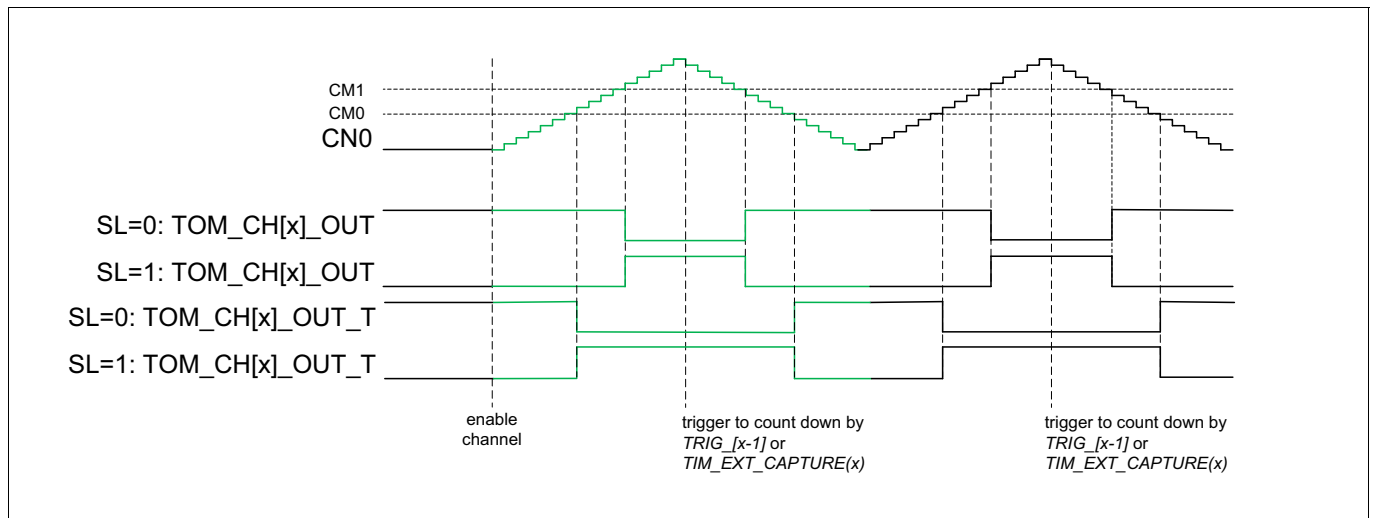 CM1
CM0
CN0
SL=0: TOM_CH[x]_OUT
SL=1: TOM_CH[x]_OUT
SL=0: TOM_CH[x]_OUT_T
SL=1: TOM_CH[x]_OUT_T
enable
channel
trigger to count down by
TRIG_[x-1] or
TIM_EXT_CAPTURE(x)
trigger to count down by
TRIG_[x-1] or
TIM_EXT_CAPTURE(x)